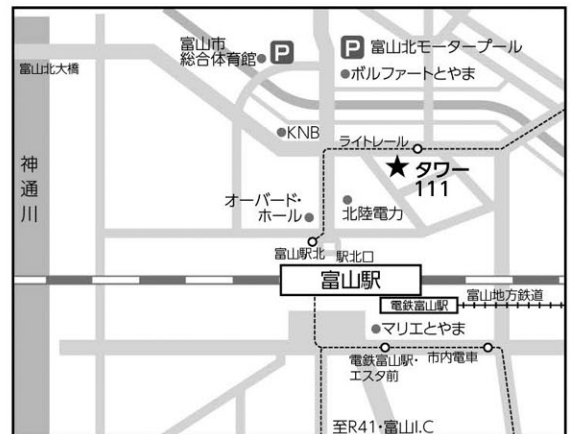 富山市
総合体育館
P
P
富山北モータープール
富山北大橋
ボルファートとやま
KNB
ライトレール
タワー
111
神通川
オーバード・
ホール
北陸電力
富山駅北
駅北口
富山駅
電鉄富山駅
富山地方鉄道
マリエとやま
電鉄富山駅・
エスタ前
市内電車
至R41・富山I.C